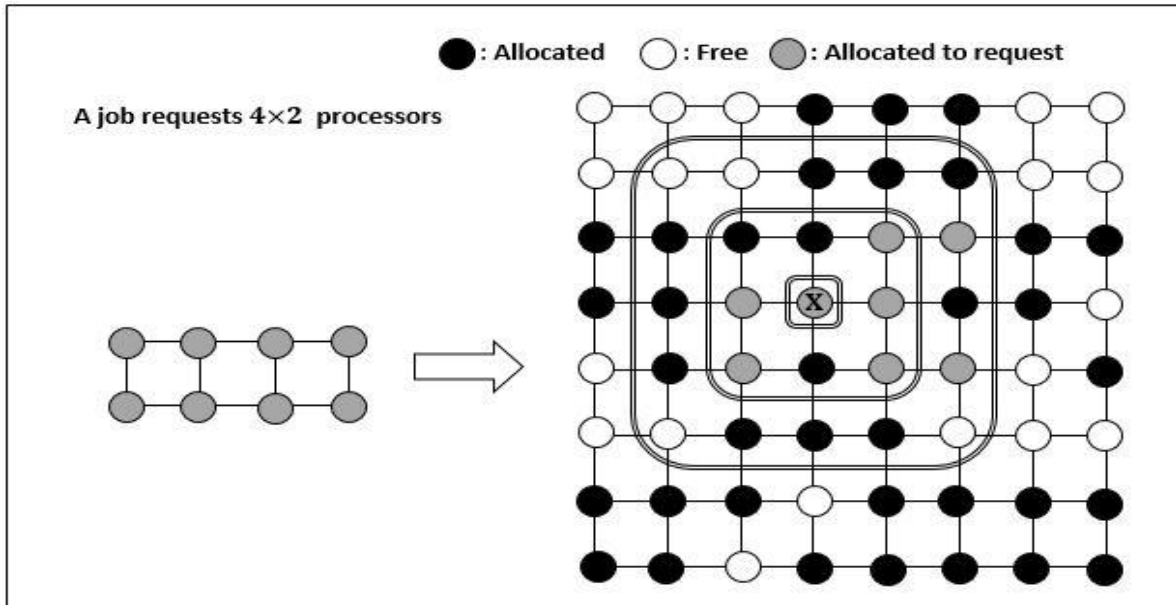 : Allocated : Free : Allocated to request
A job requests 4×2 processors
X